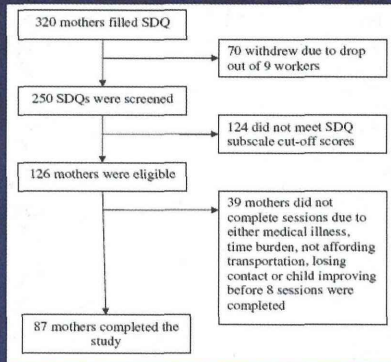 320 mothers filled SDQ
70 withdrew due to drop
out of 9 workers
250 SDQs were screened
124 did not meet SDQ
subscale cut-off scores
126 mothers were eligible
39 mothers did not
complete sessions due to
either medical illness,
time burden, not affording
transportation, losing
contact or child improving
before 8 sessions were
completed
87 mothers completed the
study